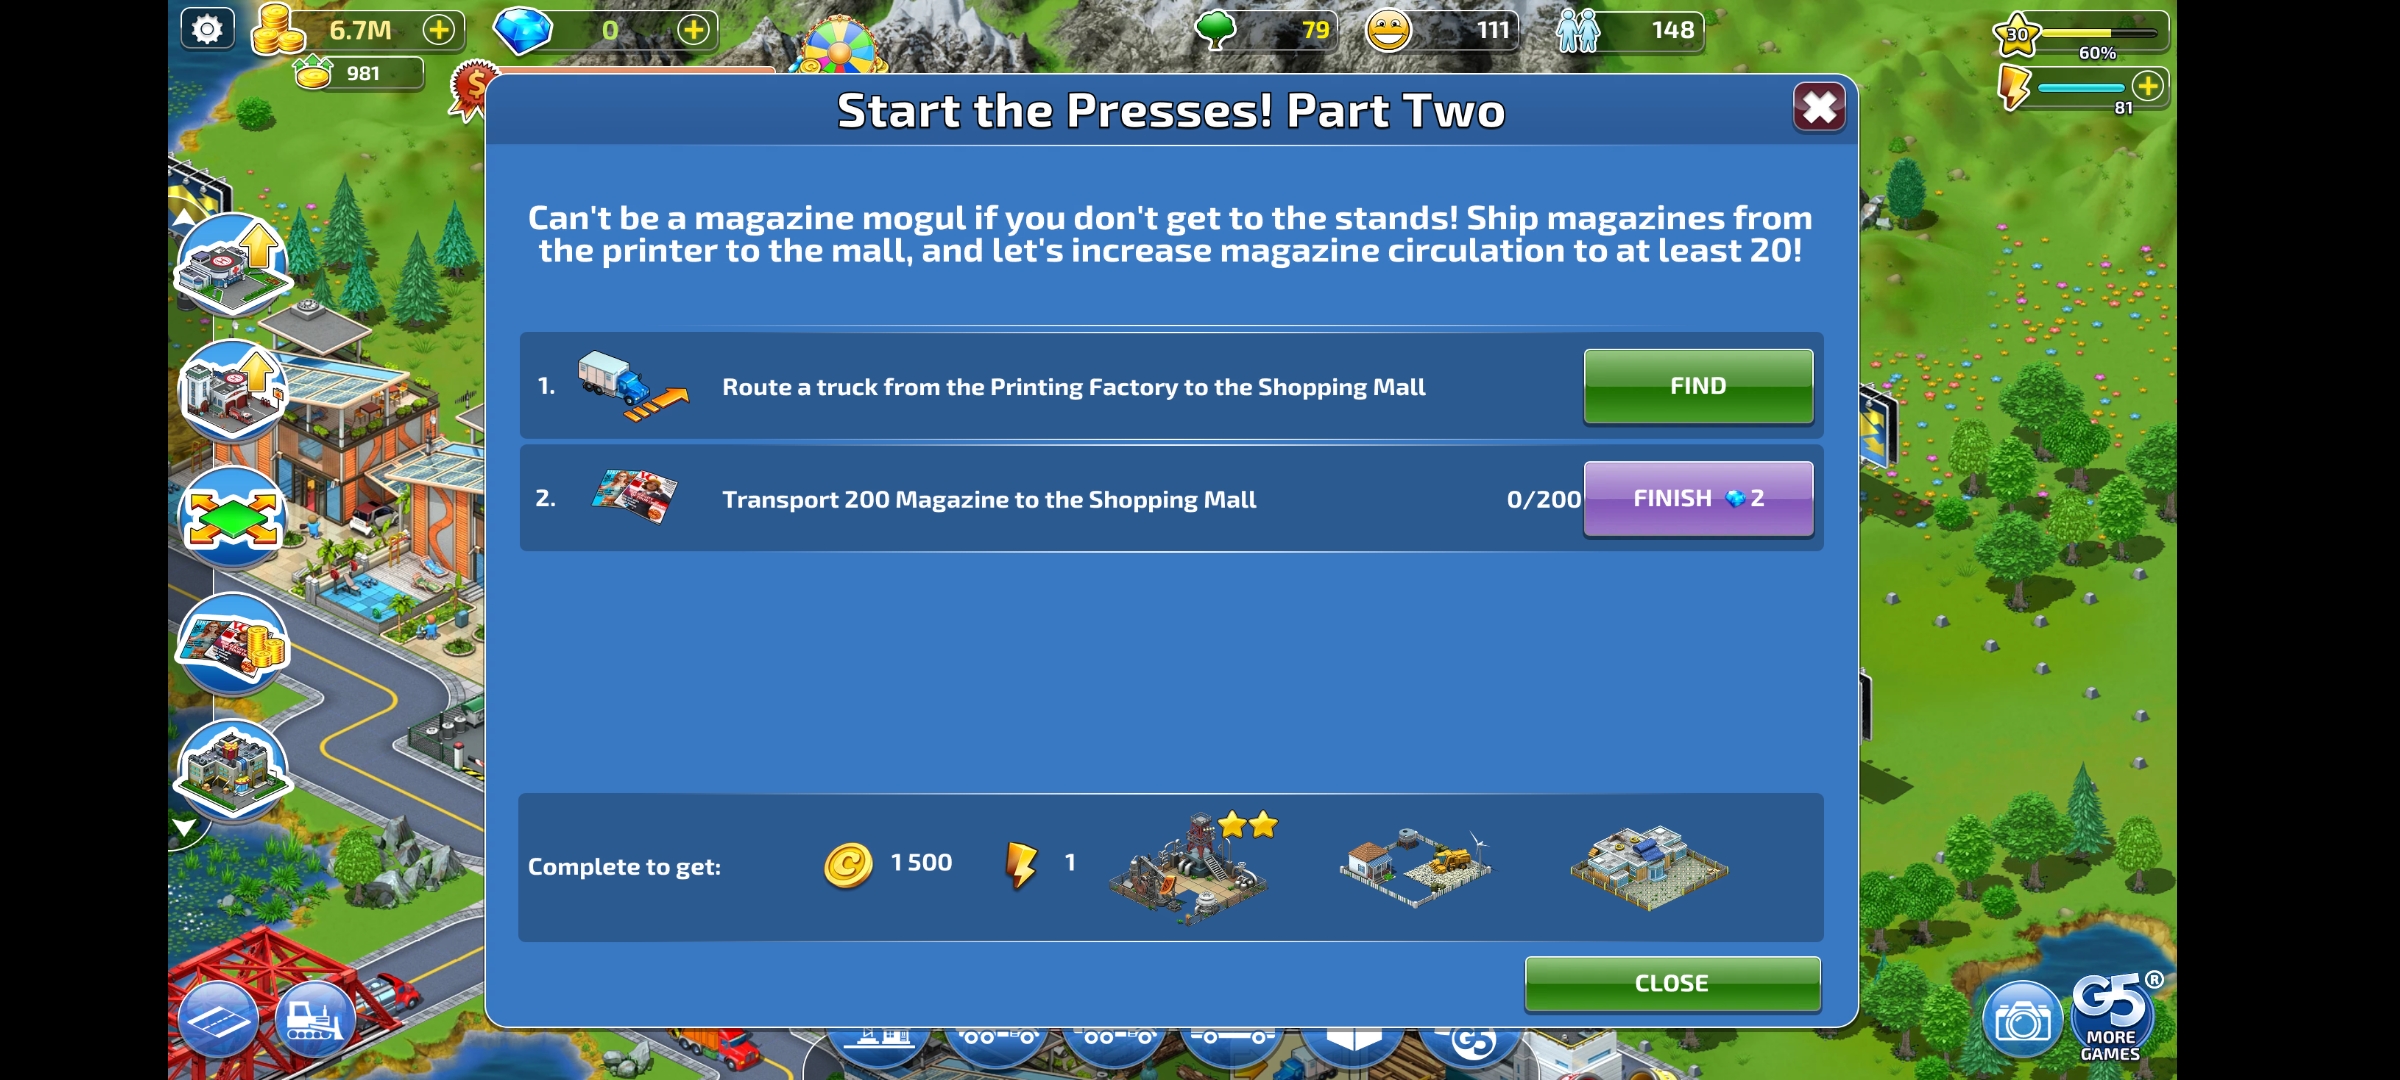 6.7M
0
79
111
148
30
60%
981
81
Start the Presses! Part Two
Can't be a magazine mogul if you don't get to the stands! Ship magazines from
the printer to the mall, and let's increase magazine circulation to at least 20!
1. Route a truck from the Printing Factory to the Shopping Mall FIND
2. Transport 200 Magazine to the Shopping Mall 0/200 FINISH 2
Complete to get: 1 500 1
CLOSE
G5
G5®
MORE
GAMES